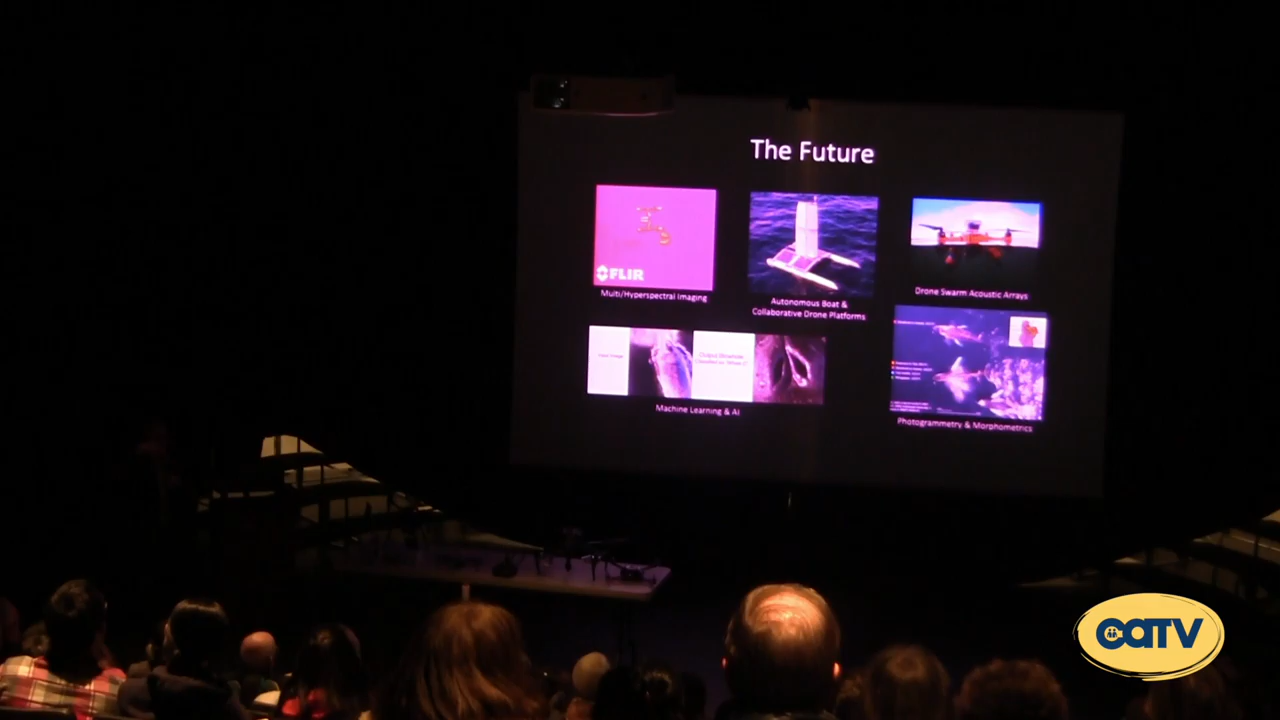 The Future
FLIR
Multi/Hyperspectral Imaging
Autonomous Boat &
Collaborative Drone Platforms
Drone Swarm Acoustic Arrays
Machine Learning & AI
Photogrammetry & Morphometrics
CATV